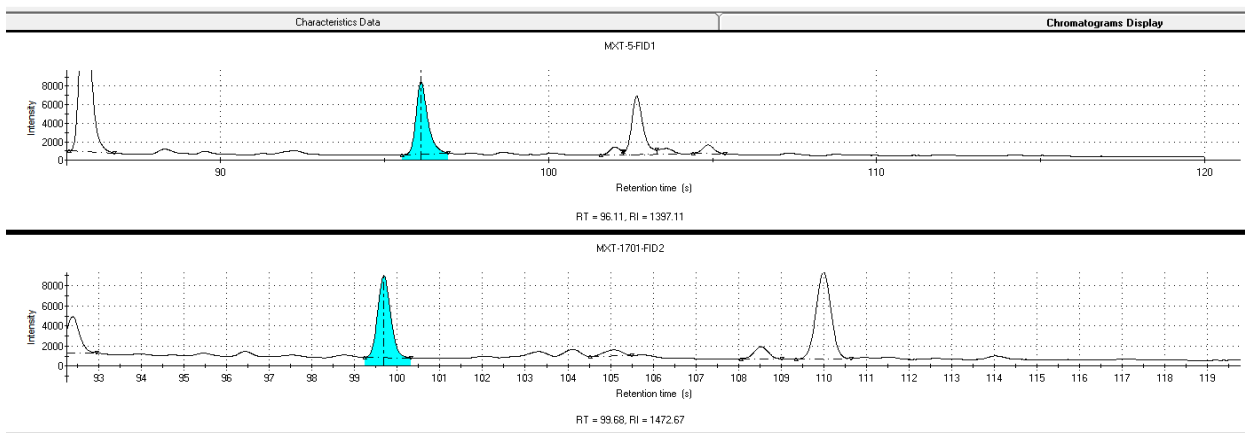 Characteristics Data Chromatograms Display
MXT-5-FID1
8000
6000
4000
2000
0
Intensity
90 100 110 120
Retention time (s)
RT = 96.11, RI = 1397.11
MXT-1701-FID2
8000
6000
4000
2000
0
Intensity
93 94 95 96 97 98 99 100 101 102 103 104 105 106 107 108 109 110 111 112 113 114 115 116 117 118 119
Retention time (s)
RT = 99.68, RI = 1472.67